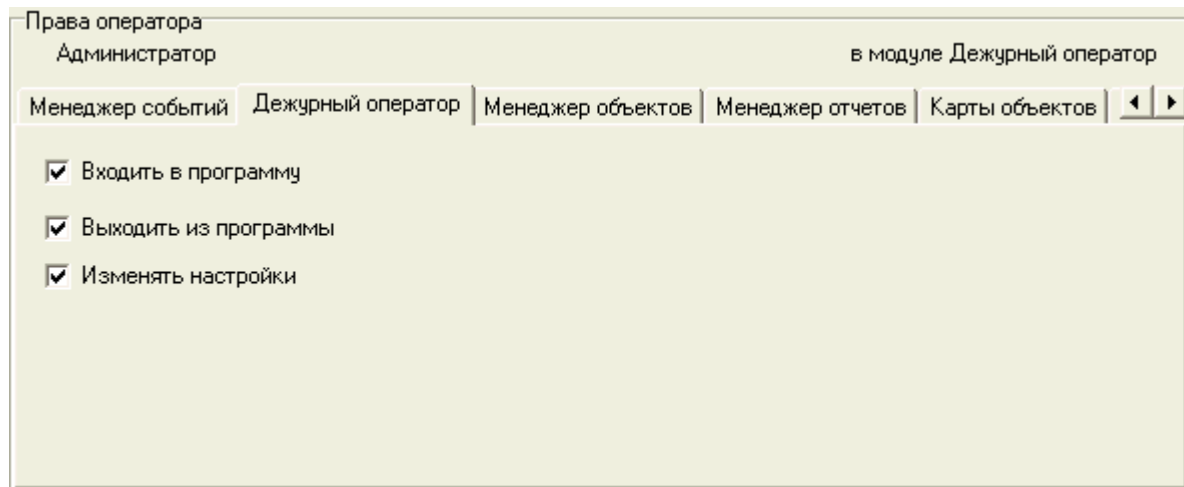 Права оператора
Администратор в модуле Дежурный оператор
Менеджер событий Дежурный оператор Менеджер объектов Менеджер отчетов Карты объектов
Входить в программу
Выходить из программы
Изменять настройки